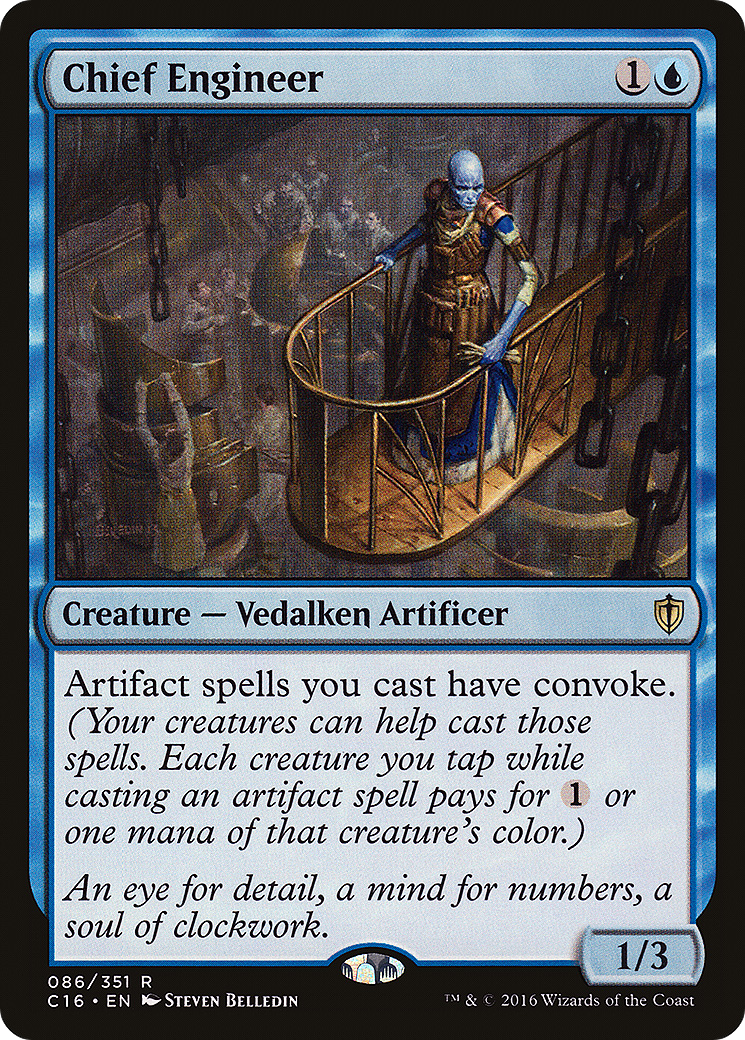 Chief Engineer 1
Creature — Vedalken Artificer
Artifact spells you cast have convoke.
(Your creatures can help cast those
spells. Each creature you tap while
casting an artifact spell pays for 1 or
one mana of that creature's color.)
An eye for detail, a mind for numbers, a
soul of clockwork.
1/3
086/351 R
C16 • EN Steven Belledin
™ & © 2016 Wizards of the Coast